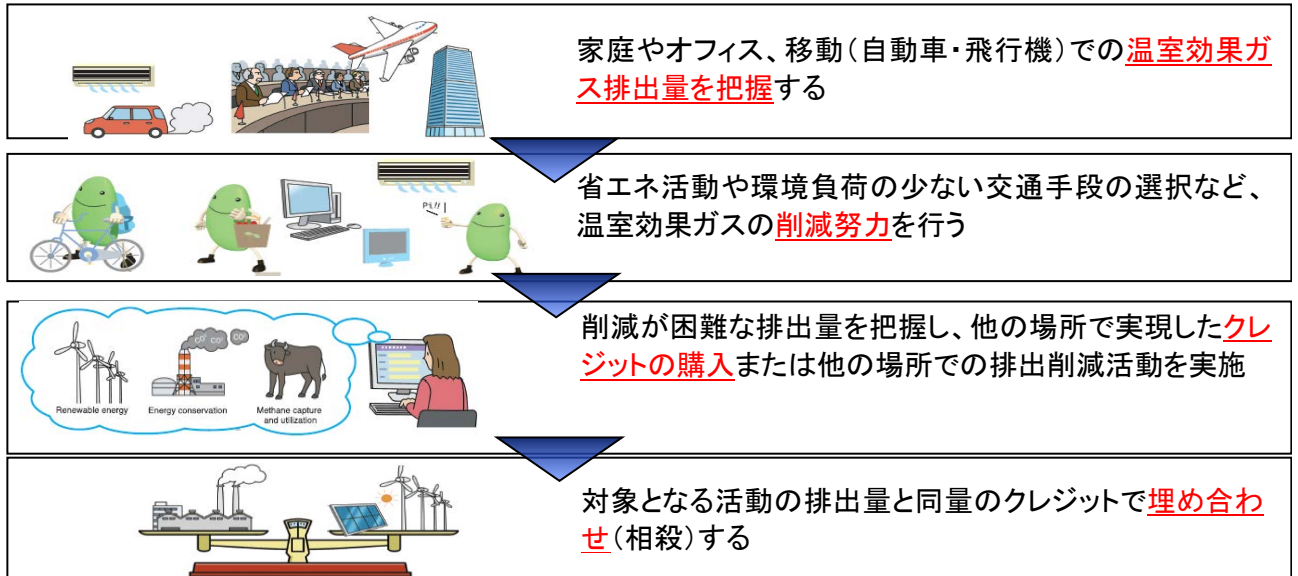 家庭やオフィス、移動(自動車・飛行機)での温室効果ガ
ス排出量を把握する
Pi!!
省エネ活動や環境負荷の少ない交通手段の選択など、
温室効果ガスの削減努力を行う
CO² CO² CO²
Renewable energy
Energy conservation
Methane capture
and utilization
削減が困難な排出量を把握し、他の場所で実現したクレ
ジットの購入または他の場所での排出削減活動を実施
対象となる活動の排出量と同量のクレジットで埋め合わ
せ(相殺)する